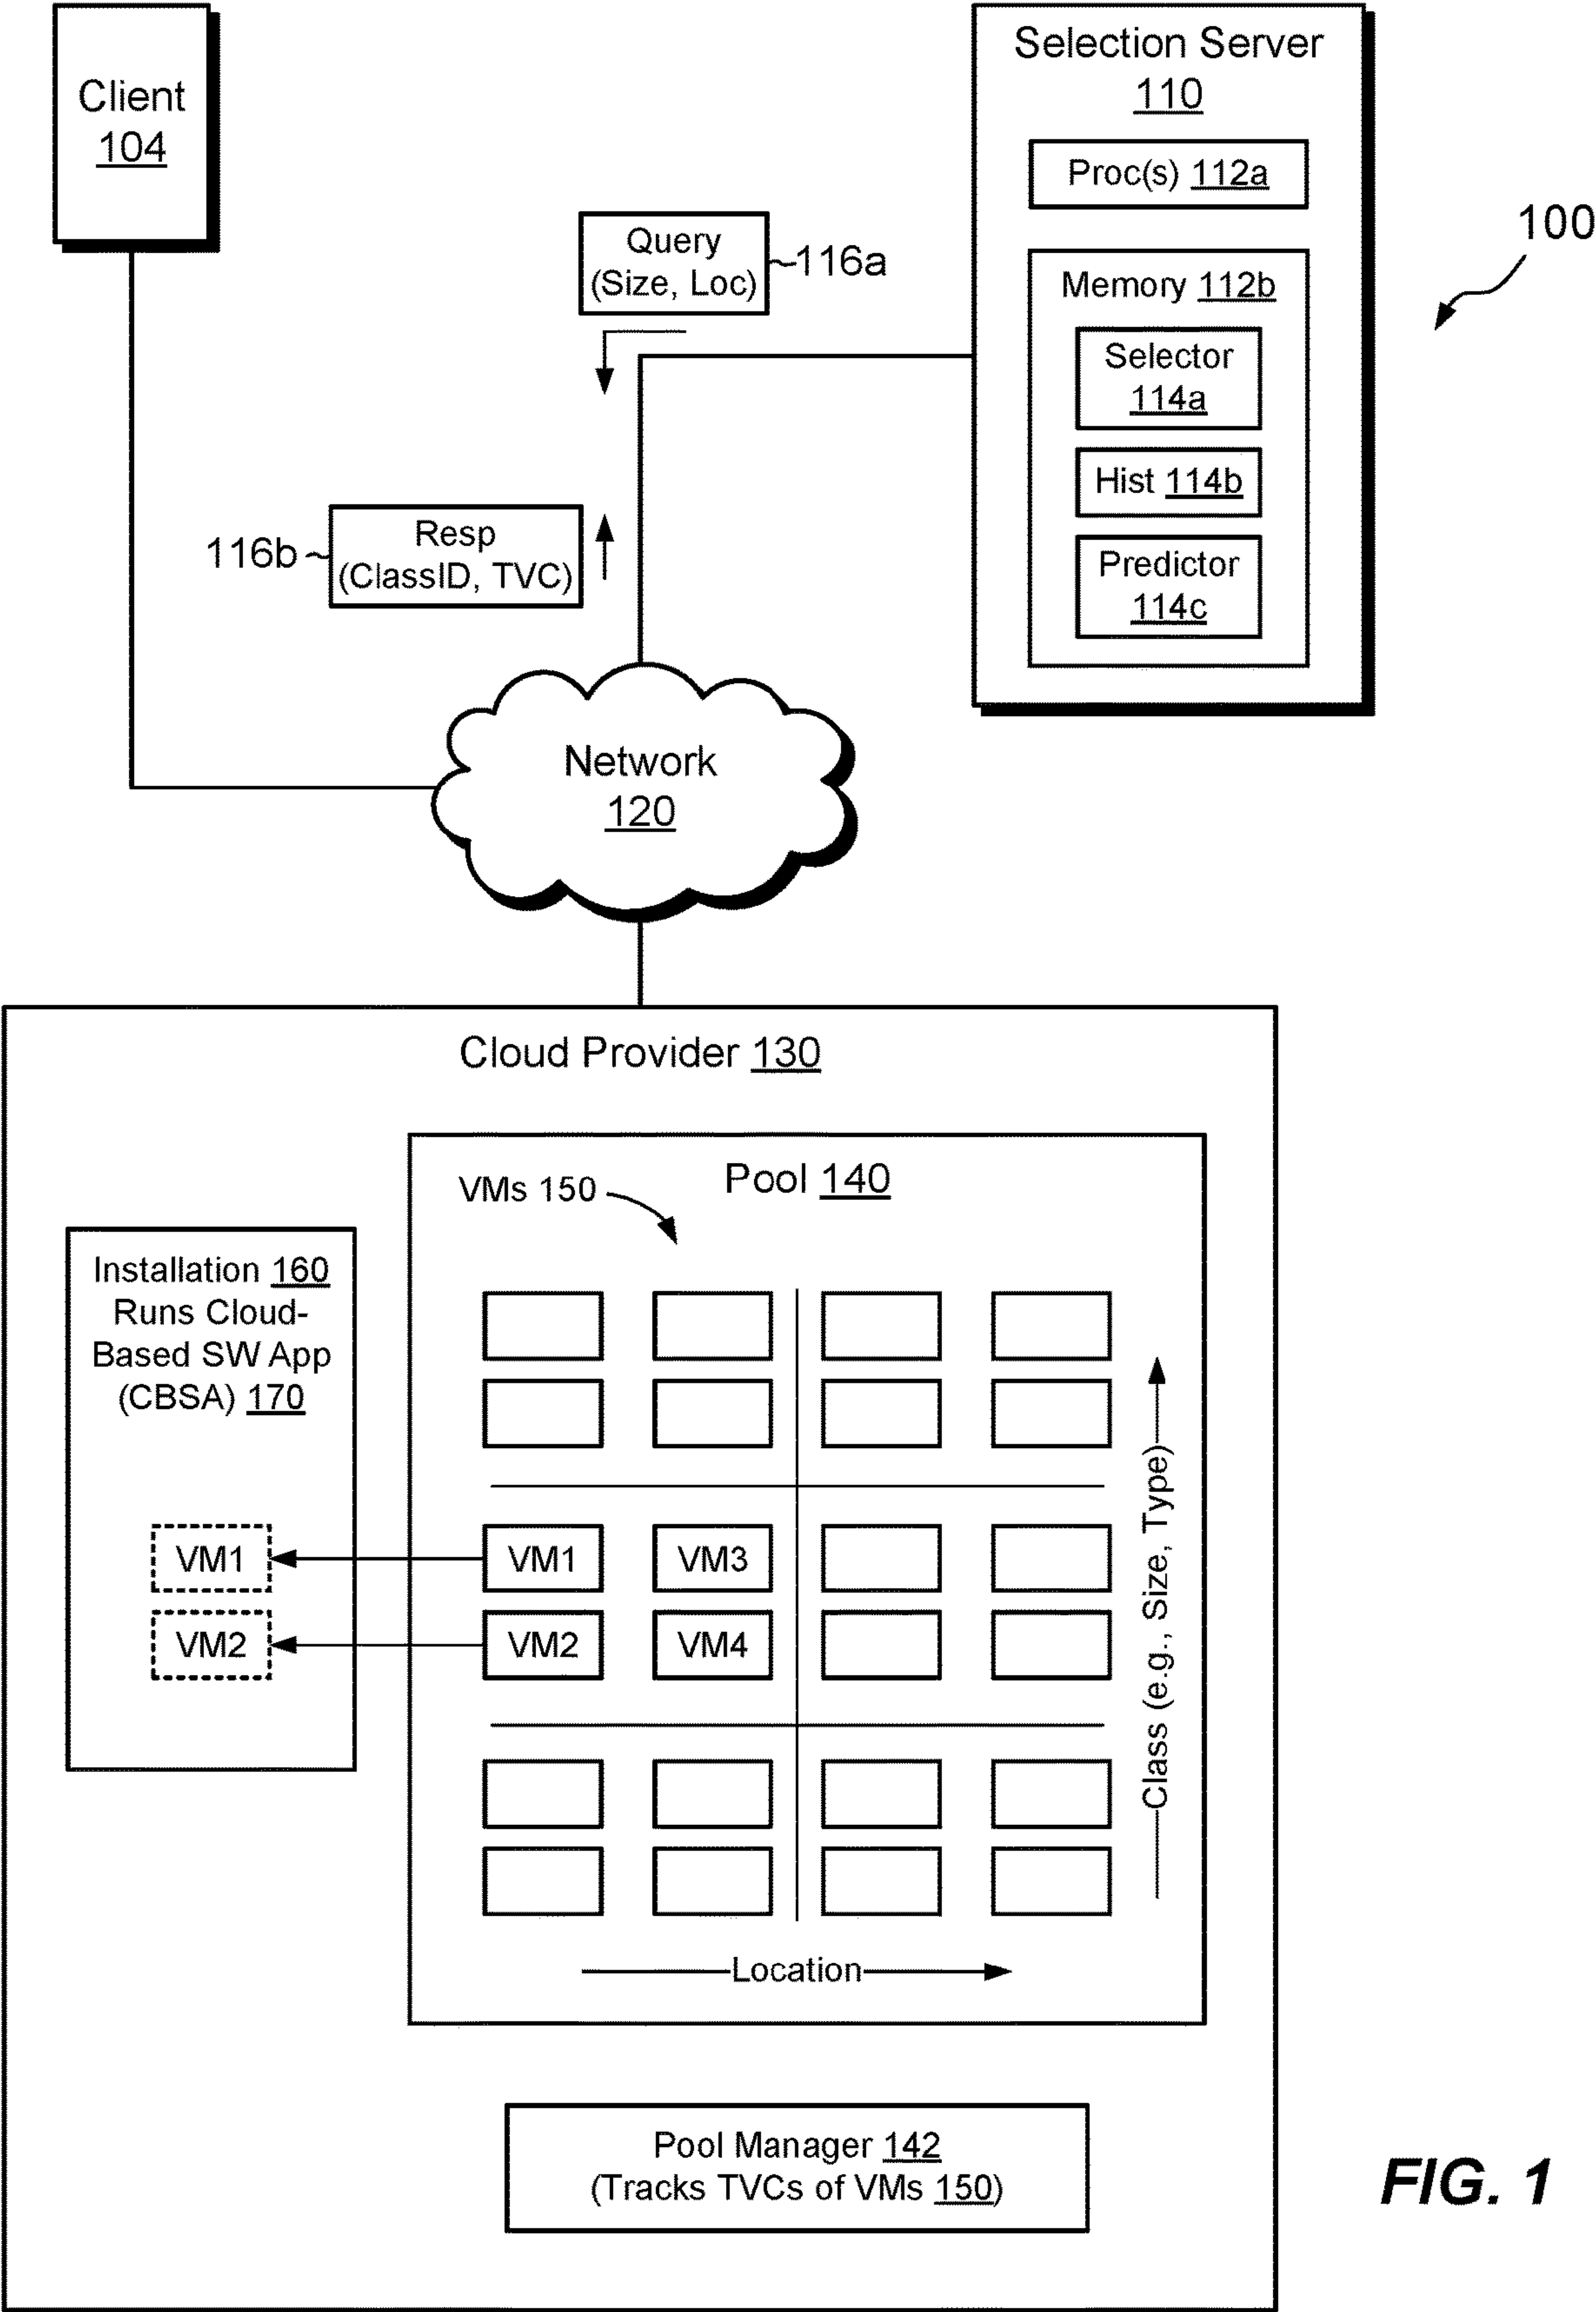 Client
104
Selection Server
110
Proc(s) 112a
Memory 112b
Selector
114a
Hist 114b
Predictor
114c
100
Query
(Size, Loc)
116a
116b
Resp
(ClassID, TVC)
Network
120
Cloud Provider 130
Pool 140
VMs 150
Installation 160
Runs Cloud-
Based SW App
(CBSA) 170
VM1
VM2
VM1
VM3
VM2
VM4
Class (e.g., Size, Type)
Location
Pool Manager 142
(Tracks TVCs of VMs 150)
FIG. 1